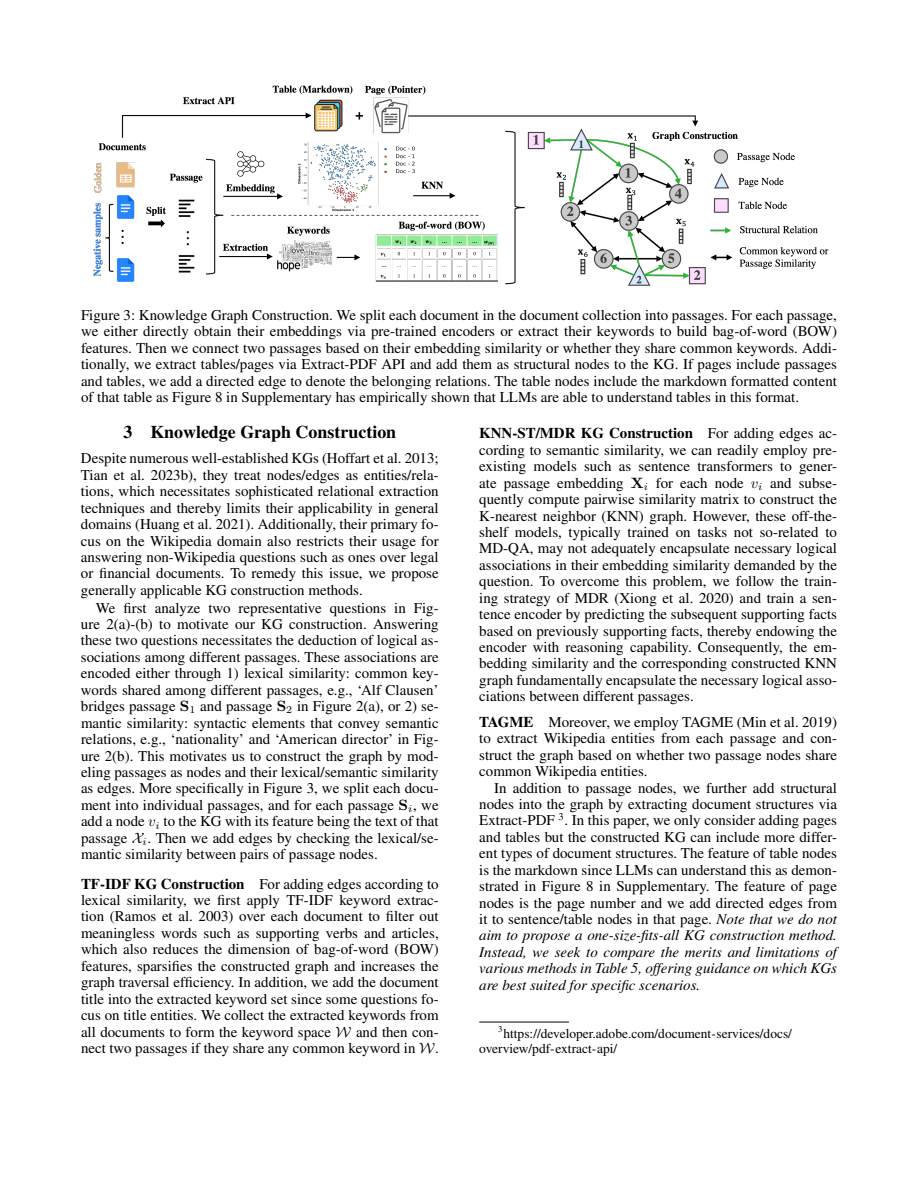 Table (Markdown) Page (Pointer)
Extract API
+
Documents
Golden
Negative samples
Split
Passage
Embedding
Doc - 0
Doc - 1
Doc - 2
Doc - 3
KNN
Extraction
Keywords
love
hope
Bag-of-word (BOW)
Graph Construction
1
1
x1
1
x2
2
x3
3
x4
4
x5
5
x6
6
2
2
Passage Node
Page Node
Table Node
Structural Relation
Common keyword or
Passage Similarity
Figure 3: Knowledge Graph Construction. We split each document in the document collection into passages. For each passage,
we either directly obtain their embeddings via pre-trained encoders or extract their keywords to build bag-of-word (BOW)
features. Then we connect two passages based on their embedding similarity or whether they share common keywords. Addi-
tionally, we extract tables/pages via Extract-PDF API and add them as structural nodes to the KG. If pages include passages
and tables, we add a directed edge to denote the belonging relations. The table nodes include the markdown formatted content
of that table as Figure 8 in Supplementary has empirically shown that LLMs are able to understand tables in this format.
3 Knowledge Graph Construction
Despite numerous well-established KGs (Hoffart et al. 2013;
Tian et al. 2023b), they treat nodes/edges as entities/rela-
tions, which necessitates sophisticated relational extraction
techniques and thereby limits their applicability in general
domains (Huang et al. 2021). Additionally, their primary fo-
cus on the Wikipedia domain also restricts their usage for
answering non-Wikipedia questions such as ones over legal
or financial documents. To remedy this issue, we propose
generally applicable KG construction methods.
We first analyze two representative questions in Fig-
ure 2(a)-(b) to motivate our KG construction. Answering
these two questions necessitates the deduction of logical as-
sociations among different passages. These associations are
encoded either through 1) lexical similarity: common key-
words shared among different passages, e.g., ‘Alf Clausen’
bridges passage S1 and passage S2 in Figure 2(a), or 2) se-
mantic similarity: syntactic elements that convey semantic
relations, e.g., ‘nationality’ and ‘American director’ in Fig-
ure 2(b). This motivates us to construct the graph by mod-
eling passages as nodes and their lexical/semantic similarity
as edges. More specifically in Figure 3, we split each docu-
ment into individual passages, and for each passage Si, we
add a node vi to the KG with its feature being the text of that
passage Xi. Then we add edges by checking the lexical/se-
mantic similarity between pairs of passage nodes.
TF-IDF KG Construction For adding edges according to
lexical similarity, we first apply TF-IDF keyword extrac-
tion (Ramos et al. 2003) over each document to filter out
meaningless words such as supporting verbs and articles,
which also reduces the dimension of bag-of-word (BOW)
features, sparsifies the constructed graph and increases the
graph traversal efficiency. In addition, we add the document
title into the extracted keyword set since some questions fo-
cus on title entities. We collect the extracted keywords from
all documents to form the keyword space W and then con-
nect two passages if they share any common keyword in W.
KNN-ST/MDR KG Construction For adding edges ac-
cording to semantic similarity, we can readily employ pre-
existing models such as sentence transformers to gener-
ate passage embedding Xi for each node vi and subse-
quently compute pairwise similarity matrix to construct the
K-nearest neighbor (KNN) graph. However, these off-the-
shelf models, typically trained on tasks not so-related to
MD-QA, may not adequately encapsulate necessary logical
associations in their embedding similarity demanded by the
question. To overcome this problem, we follow the train-
ing strategy of MDR (Xiong et al. 2020) and train a sen-
tence encoder by predicting the subsequent supporting facts
based on previously supporting facts, thereby endowing the
encoder with reasoning capability. Consequently, the em-
bedding similarity and the corresponding constructed KNN
graph fundamentally encapsulate the necessary logical asso-
ciations between different passages.
TAGME Moreover, we employ TAGME (Min et al. 2019)
to extract Wikipedia entities from each passage and con-
struct the graph based on whether two passage nodes share
common Wikipedia entities.
In addition to passage nodes, we further add structural
nodes into the graph by extracting document structures via
Extract-PDF 3. In this paper, we only consider adding pages
and tables but the constructed KG can include more differ-
ent types of document structures. The feature of table nodes
is the markdown since LLMs can understand this as demon-
strated in Figure 8 in Supplementary. The feature of page
nodes is the page number and we add directed edges from
it to sentence/table nodes in that page. Note that we do not
aim to propose a one-size-fits-all KG construction method.
Instead, we seek to compare the merits and limitations of
various methods in Table 5, offering guidance on which KGs
are best suited for specific scenarios.
3https://developer.adobe.com/document-services/docs/
overview/pdf-extract-api/